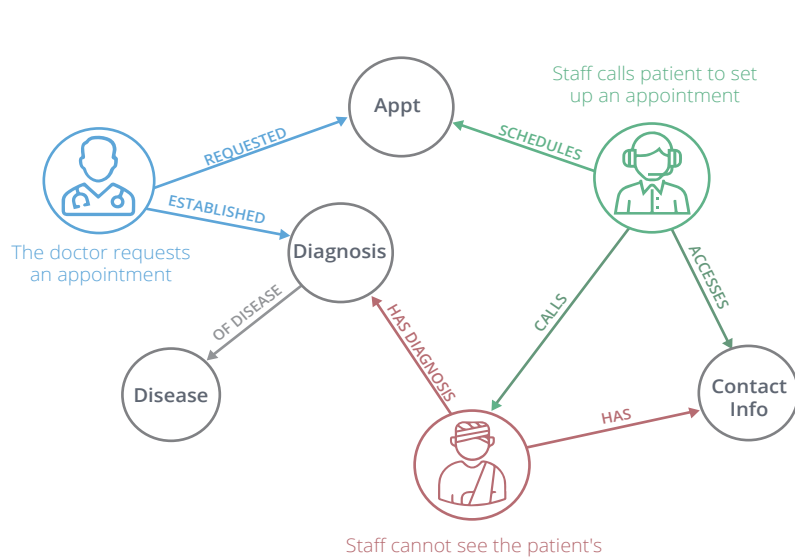 Staff calls patient to set
up an appointment
Appt
REQUESTED
SCHEDULES
ESTABLISHED
The doctor requests
an appointment
Diagnosis
ACCESSES
OF DISEASE
CALLS
HAS DIAGNOSIS
Disease
Contact
Info
HAS
Staff cannot see the patient's